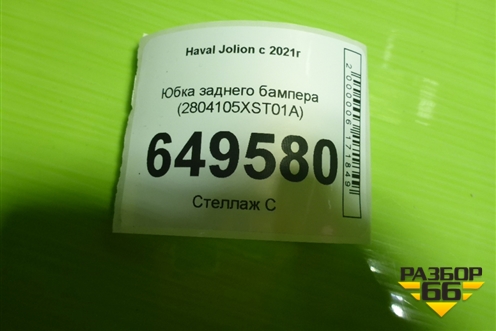 Haval Jolion с 2021г
Юбка заднего бампера
(2804105XST01A)
649580
Стеллаж С
2000006171849
РАЗБОР
66